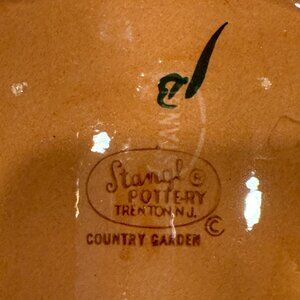 Stangl ®
POTTERY
TRENTON N.J.
©
COUNTRY GARDEN